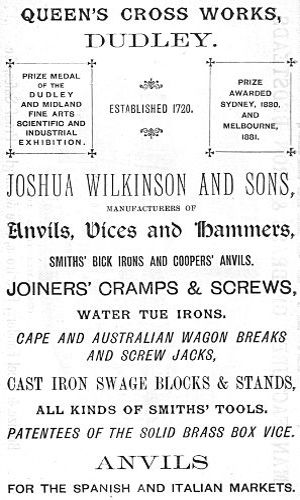 QUEEN'S CROSS WORKS,
DUDLEY.
PRIZE MEDAL
OF THE
DUDLEY
AND MIDLAND
FINE ARTS
SCIENTIFIC AND
INDUSTRIAL
EXHIBITION.
ESTABLISHED 1720.
PRIZE
AWARDED
SYDNEY, 1880.
AND
MELBOURNE,
1881.
JOSHUA WILKINSON AND SONS,
MANUFACTURERS OF
Anvils, Vices and Hammers,
SMITHS' BICK IRONS AND COOPERS' ANVILS.
JOINERS' CRAMPS & SCREWS,
WATER TUE IRONS.
CAPE AND AUSTRALIAN WAGON BREAKS
AND SCREW JACKS,
CAST IRON SWAGE BLOCKS & STANDS,
ALL KINDS OF SMITHS' TOOLS.
PATENTEES OF THE SOLID BRASS BOX VICE.
ANVILS
FOR THE SPANISH AND ITALIAN MARKETS.